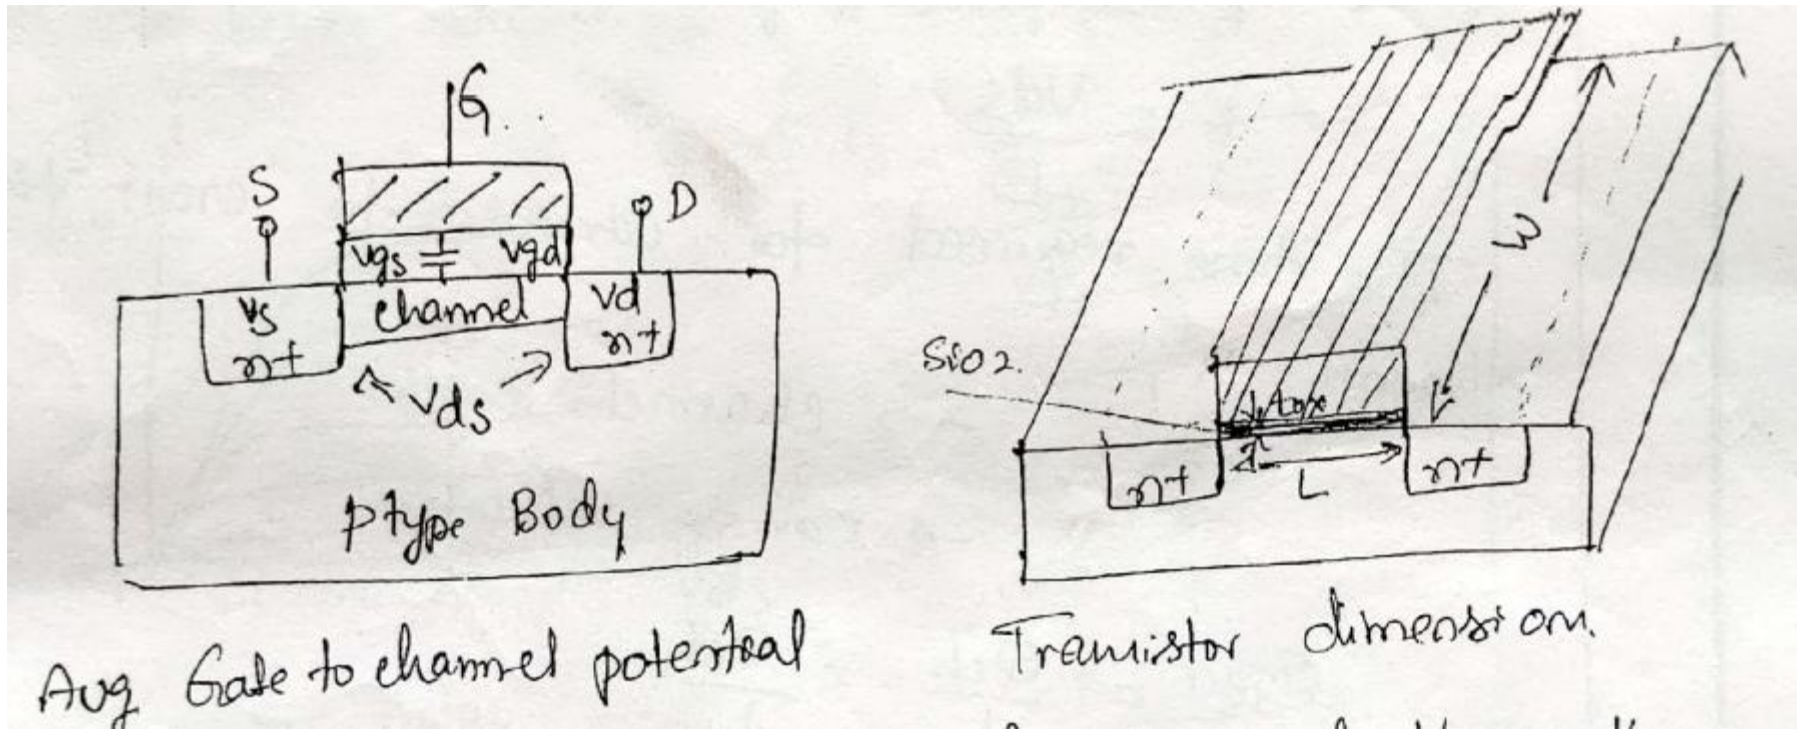 G..
S
D
vgs
vgd
vs
n+
channel
vd
n+
Vds
ptype Body
Avg Gate to channel potential
W
SiO2.
tox
L
n+
n+
L
Transistor dimension.